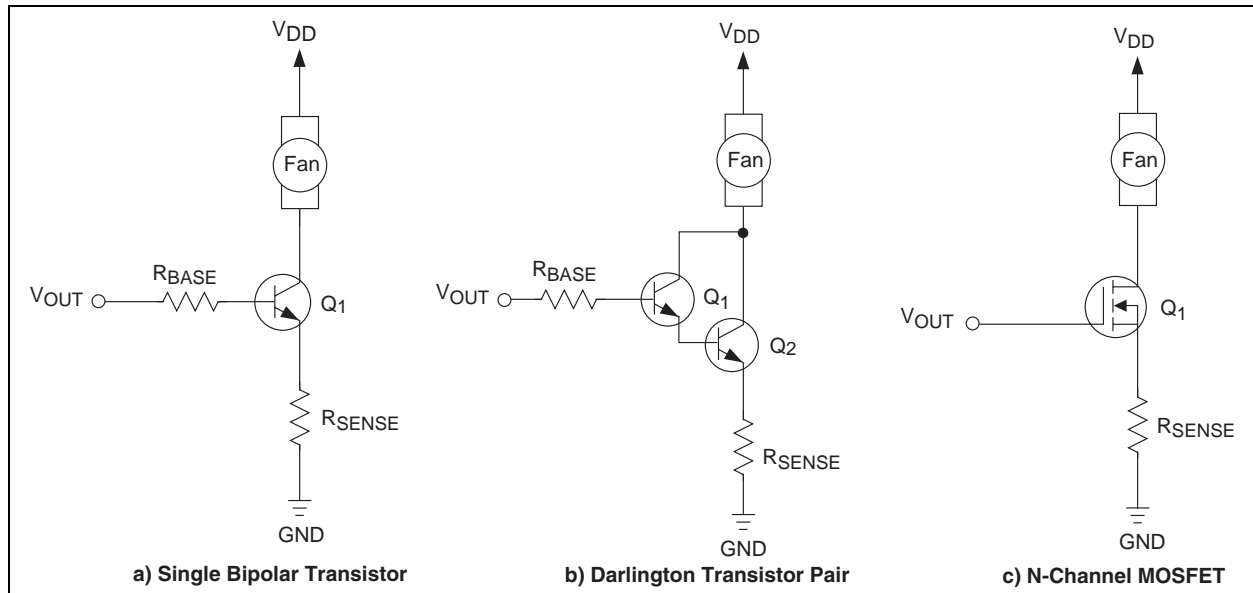 VDD
Fan
RBASE
VOUT
Q1
RSENSE
GND
a) Single Bipolar Transistor
VDD
Fan
RBASE
VOUT
Q1
Q2
RSENSE
GND
b) Darlington Transistor Pair
VDD
Fan
VOUT
Q1
RSENSE
GND
c) N-Channel MOSFET